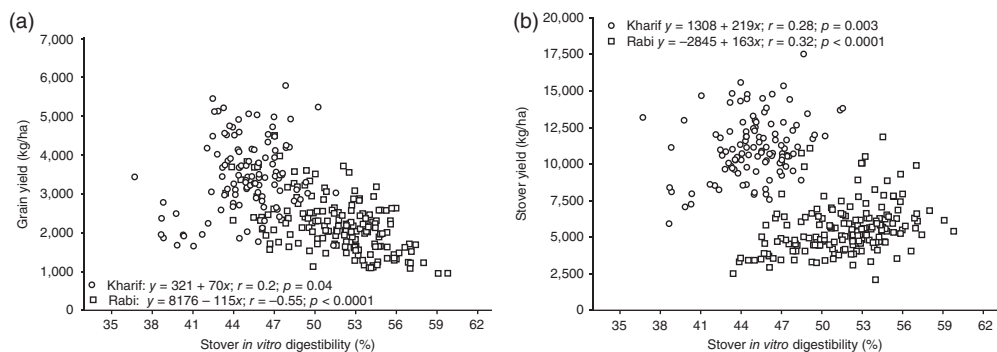 (a)
7,000
6,000
5,000
4,000
3,000
2,000
1,000
0
Grain yield (kg/ha)
Kharif: y = 321 + 70x; r = 0.2; p = 0.04
Rabi: y = 8176 – 115x; r = –0.55; p < 0.0001
35 38 41 44 47 50 53 56 59 62
Stover in vitro digestibility (%)
(b)
20,000
17,500
15,000
12,500
10,000
7,500
5,000
2,500
0
Stover yield (kg/ha)
Kharif y = 1308 + 219x; r = 0.28; p = 0.003
Rabi y = –2845 + 163x; r = 0.32; p < 0.0001
35 38 41 44 47 50 53 56 59 62
Stover in vitro digestibility (%)